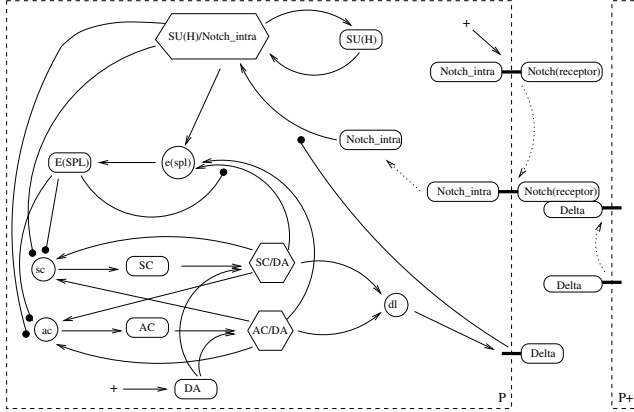 SU(H)/Notch_intra
SU(H)
+
Notch_intra
Notch(receptor)
Notch_intra
E(SPL)
e(spl)
Notch_intra
Notch(receptor)
Delta
sc
SC
SC/DA
Delta
dl
ac
AC
AC/DA
Delta
+
DA
P
P+